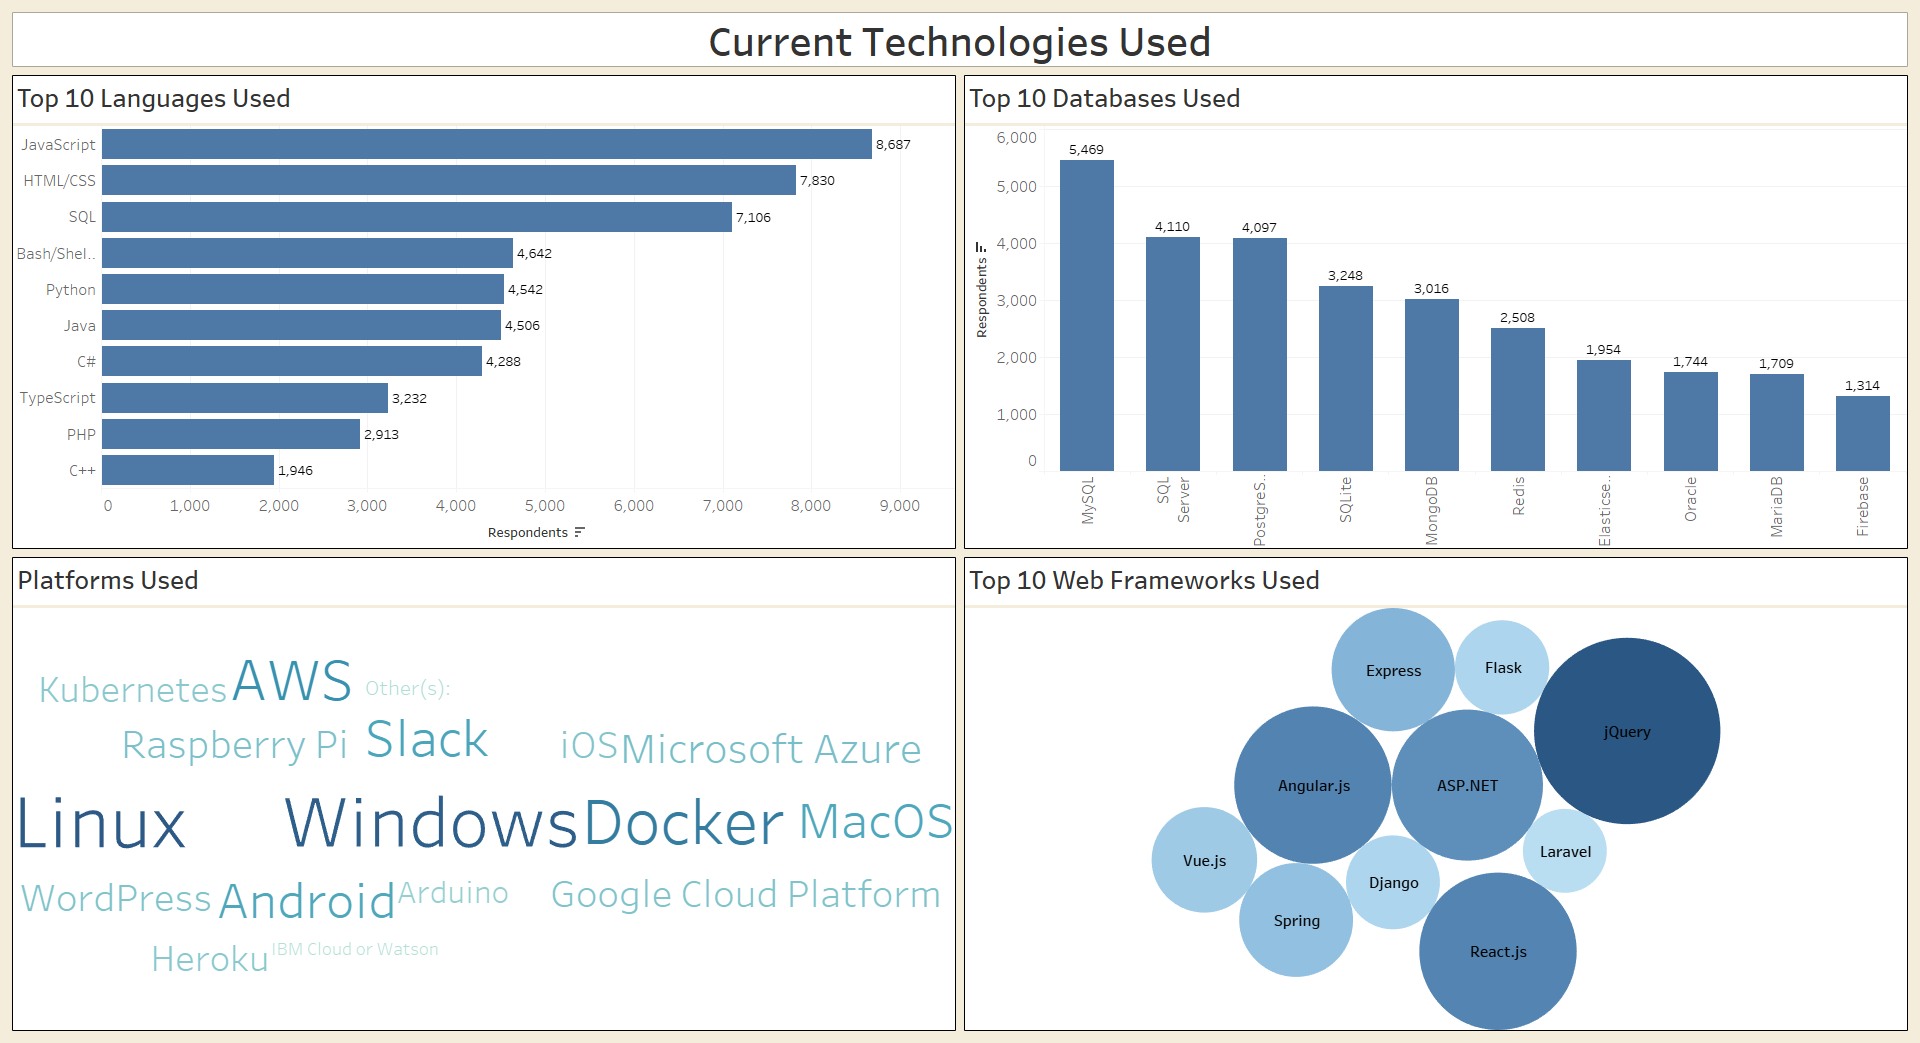 Current Technologies Used
Top 10 Languages Used
JavaScript 8,687
HTML/CSS 7,830
SQL 7,106
Bash/Shel.. 4,642
Python 4,542
Java 4,506
C# 4,288
TypeScript 3,232
PHP 2,913
C++ 1,946
0 1,000 2,000 3,000 4,000 5,000 6,000 7,000 8,000 9,000
Respondents
Top 10 Databases Used
Respondents
6,000
5,000
4,000
3,000
2,000
1,000
0
5,469
4,110
4,097
3,248
3,016
2,508
1,954
1,744
1,709
1,314
MySQL
SQL
Server
PostgreS..
SQLite
MongoDB
Redis
Elasticse..
Oracle
MariaDB
Firebase
Platforms Used
Kubernetes AWS Other(s):
Raspberry Pi Slack iOS Microsoft Azure
Linux Windows Docker MacOS
WordPress Android Arduino Google Cloud Platform
Heroku IBM Cloud or Watson
Top 10 Web Frameworks Used
Express
Flask
jQuery
Angular.js
ASP.NET
Vue.js
Laravel
Django
Spring
React.js